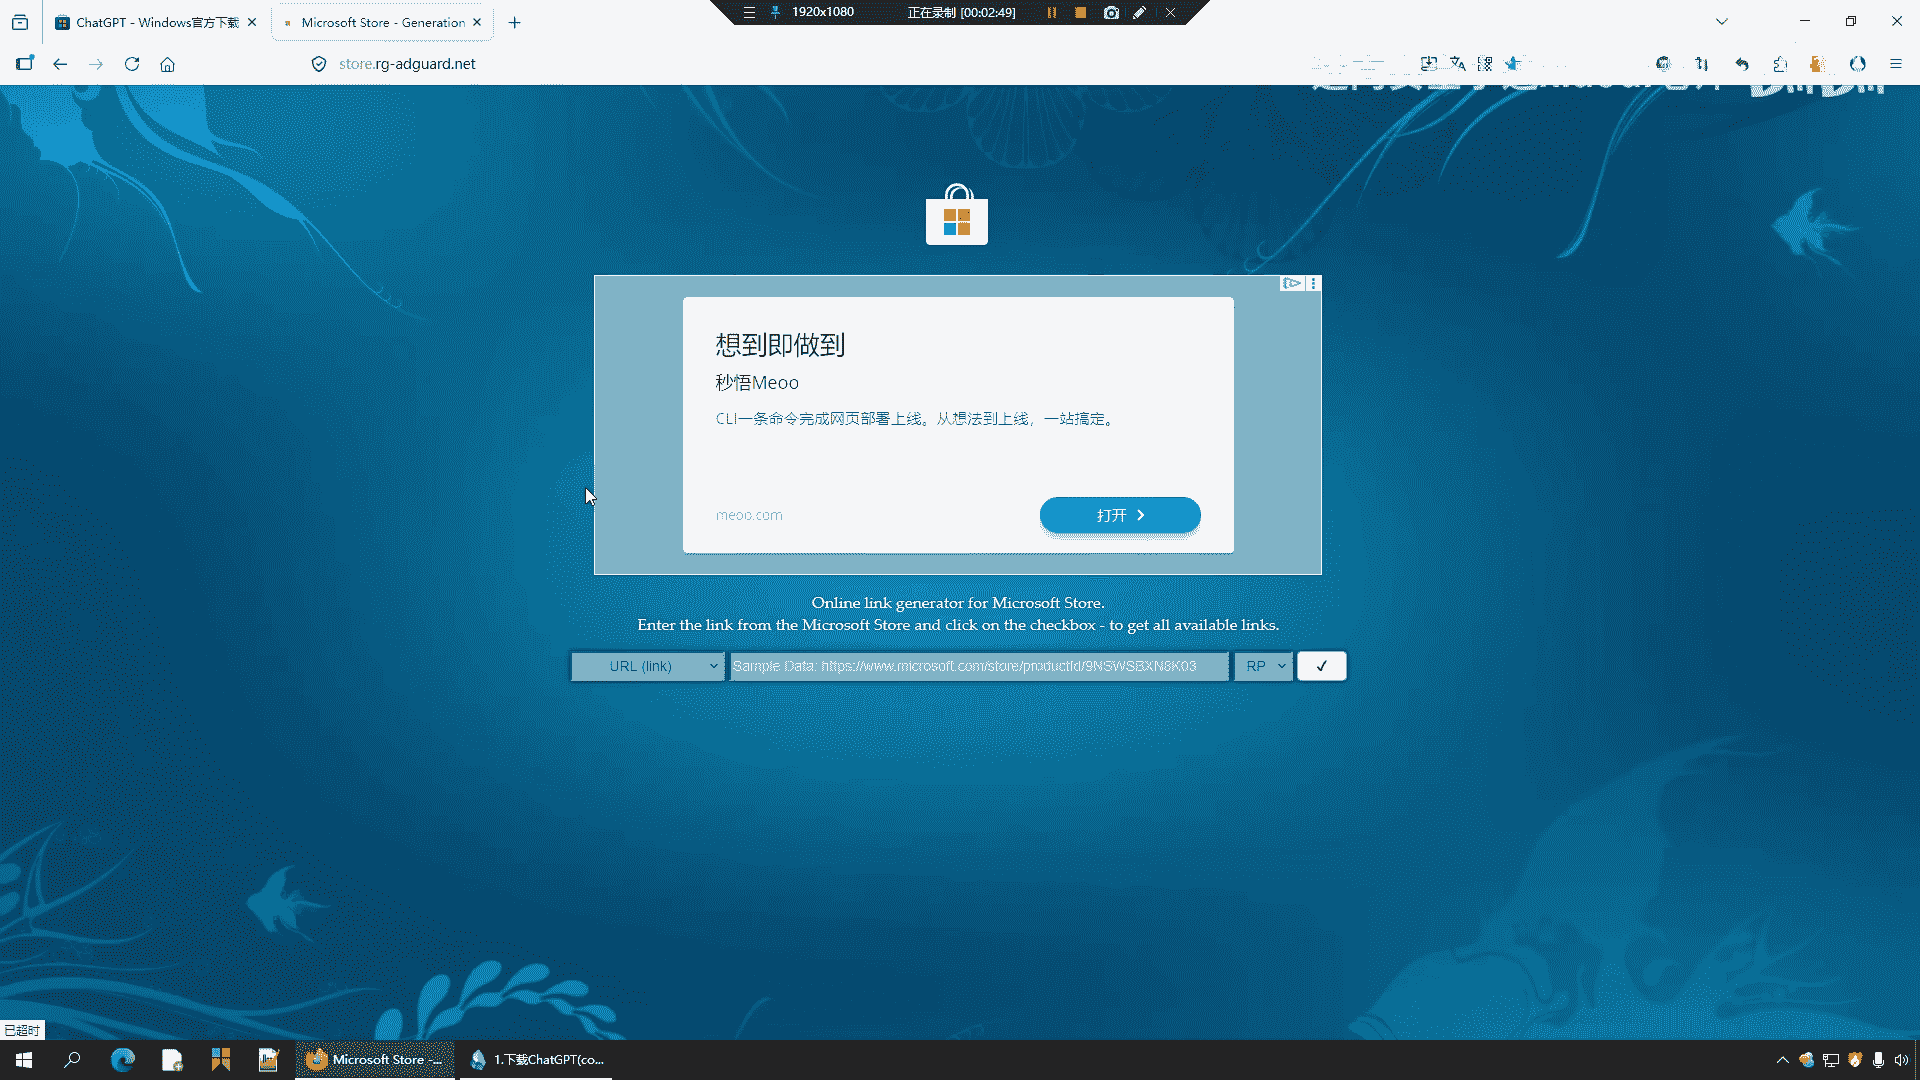 ChatGPT - Windows官方下载
Microsoft Store - Generation
1920x1080
正在录制 [00:02:49]
store.rg-adguard.net
想到即做到
秒悟Meoo
CLI一条命令完成网页部署上线。从想法到上线，一站搞定。
meoo.com
打开
Online link generator for Microsoft Store.
Enter the link from the Microsoft Store and click on the checkbox - to get all available links.
URL (link)
Sample Data: https://www.microsoft.com/store/productId/9NSWSBXN8K03
RP
已超时
Microsoft Store -...
1.下载ChatGPT(co...